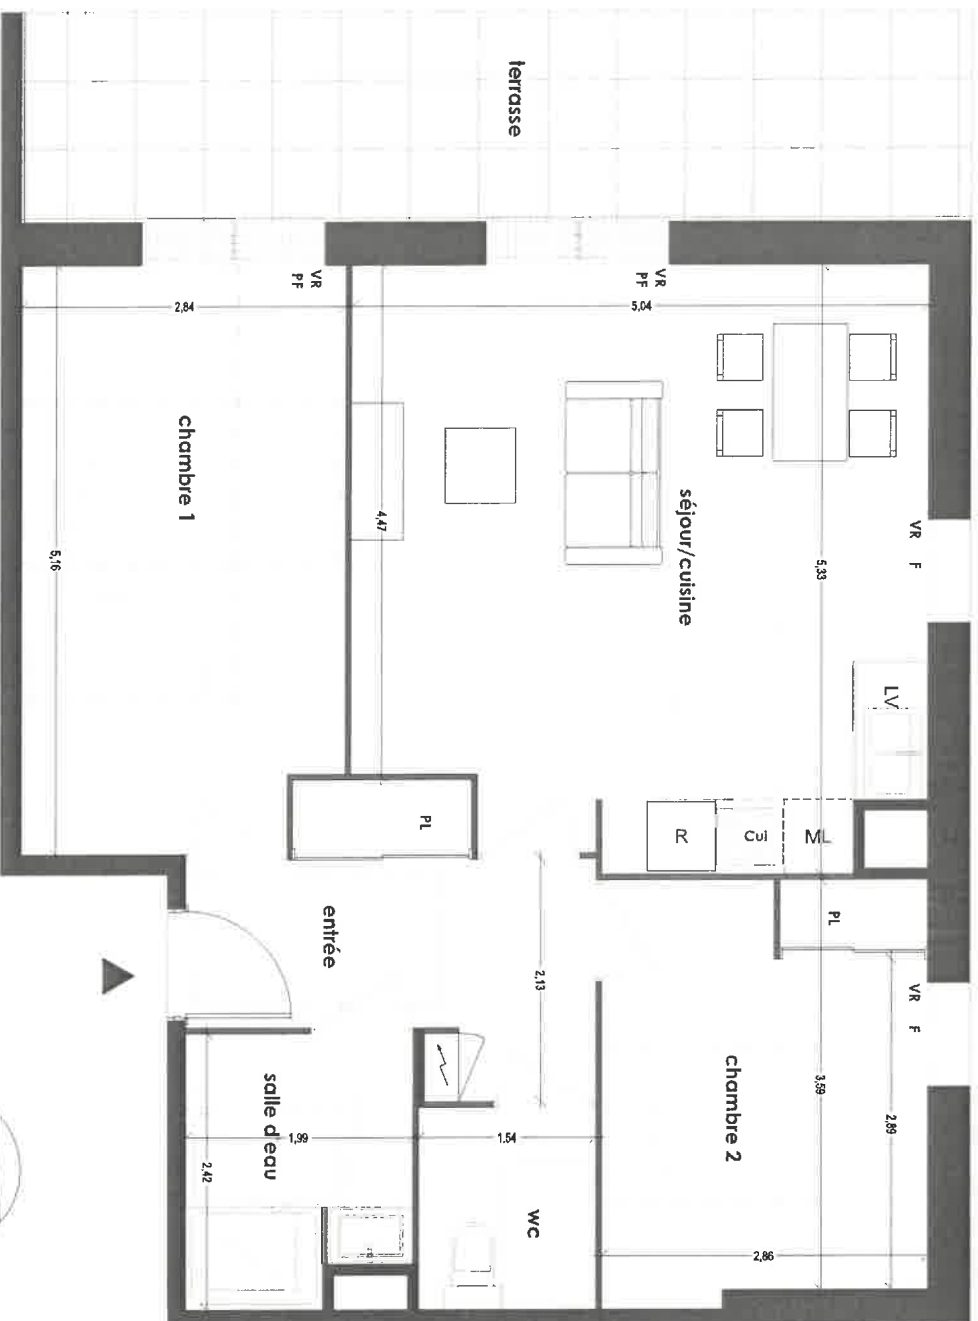 terrasse
VR
PF
VR
PF
2,84
5,04
chambre 1
séjour/cuisine
4,47
5,16
5,33
VR F
LV
PL
R
Cui
ML
PL
entrée
2,13
VR F
chambre 2
3,59
2,89
salle d'eau
1,99
1.54
2,42
WC
2,86